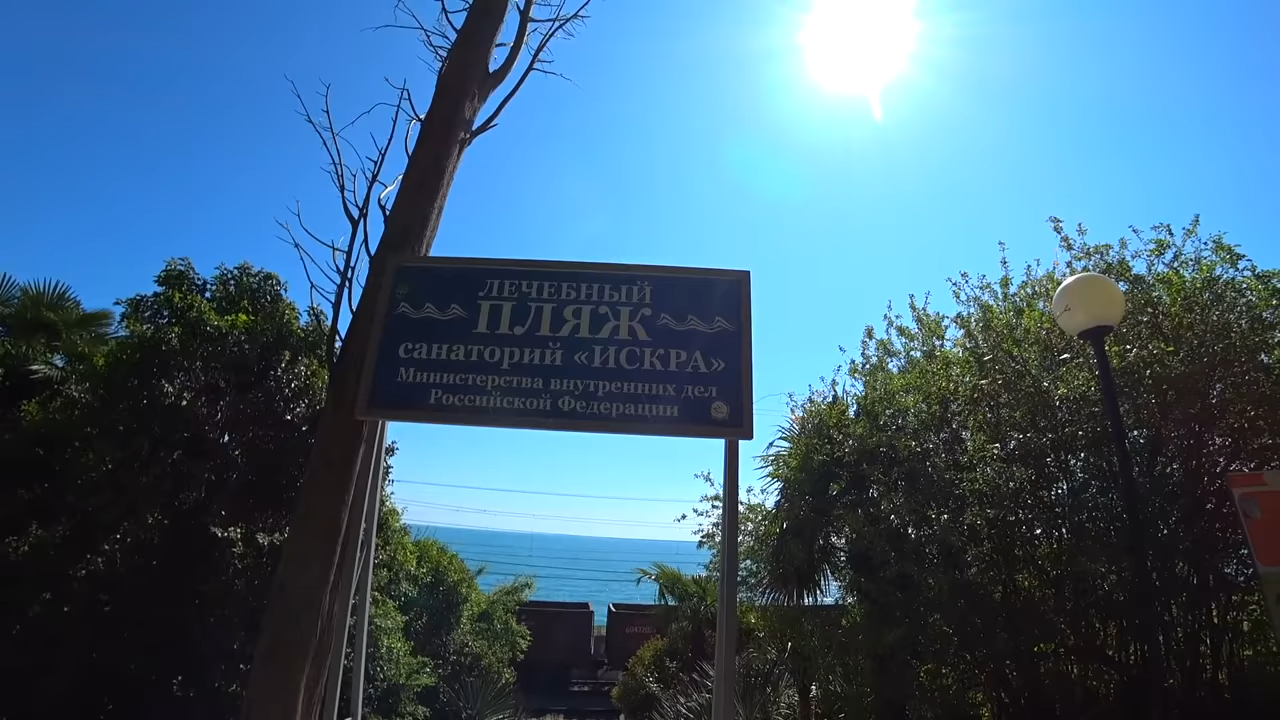 ЛЕЧЕБНЫЙ
ПЛЯЖ
санаторий «ИСКРА»
Министерства внутренних дел
Российской Федерации